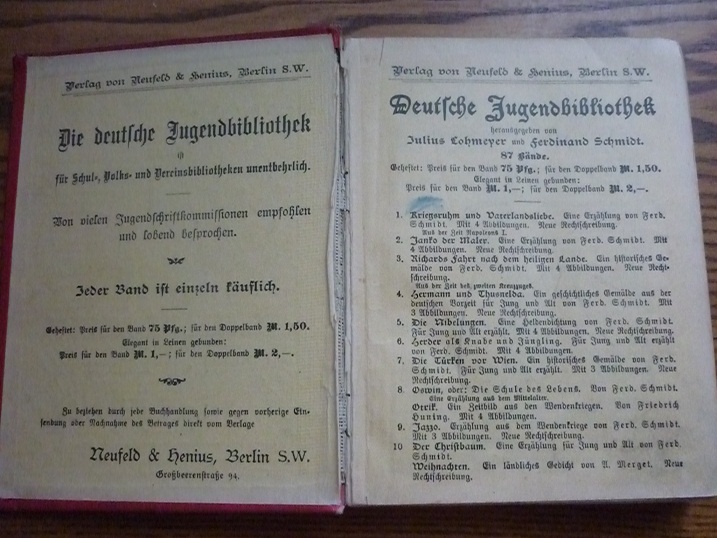 Verlag von Neufeld & Henius, Berlin S.W.
Die deutsche Jugendbibliothek
ist
für Schul-, Volks- und Vereinsbibliotheken unentbehrlich.
Von vielen Jugendschriftkommissionen empfohlen
und lobend besprochen.
Jeder Band ist einzeln käuflich.
Geheftet: Preis für den Band 75 Pfg.; für den Doppelband M. 1,50.
Elegant in Leinen gebunden:
Preis für den Band M. 1,—; für den Doppelband M. 2,—.
Zu beziehen durch jede Buchhandlung sowie gegen vorherige Ein-
sendung oder Nachnahme des Betrages direkt vom Verlage
Neufeld & Henius, Berlin S.W.
Großbeerenstraße 94.
Verlag von Neufeld & Henius, Berlin S.W.
Deutsche Jugendbibliothek
herausgegeben von
Julius Lohmeyer und Ferdinand Schmidt.
87 Bände.
Geheftet: Preis für den Band 75 Pfg.; für den Doppelband M. 1,50.
Elegant in Leinen gebunden:
Preis für den Band M. 1,—; für den Doppelband M. 2,—.
1. Kriegsruhm und Vaterlandsliebe. Eine Erzählung von Ferd.
Schmidt. Mit 4 Abbildungen. Neue Rechtschreibung.
Aus der Zeit Napoleons I.
2. Janko der Maler. Eine Erzählung von Ferd. Schmidt. Mit
4 Abbildungen. Neue Rechtschreibung.
3. Richards Fahrt nach dem heiligen Lande. Ein historisches Ge-
mälde von Ferd. Schmidt. Mit 4 Abbildungen. Neue Recht-
schreibung.
Aus der Zeit des zweiten Kreuzzuges.
4. Hermann und Thusnelda. Ein geschichtliches Gemälde aus der
deutschen Vorzeit für Jung und Alt von Ferd. Schmidt. Mit
3 Abbildungen. Neue Rechtschreibung.
5. Die Nibelungen. Eine Heldendichtung von Ferd. Schmidt.
Für Jung und Alt erzählt. Mit 4 Abbildungen. Neue Rechtschreibung.
6. Herder als Knabe und Jüngling. Für Jung und Alt erzählt
von Ferd. Schmidt. Mit 4 Abbildungen.
7. Die Türken vor Wien. Ein historisches Gemälde von Ferd.
Schmidt. Für Jung und Alt erzählt. Mit 3 Abbildungen. Neue
Rechtschreibung.
8. Oswin, oder: Die Schule des Lebens. Von Ferd. Schmidt.
Eine Erzählung aus dem Mittelalter.
Otrik. Ein Zeitbild aus den Wendenkriegen. Von Friedrich
Huning. Mit 4 Abbildungen.
9. Jazzo. Erzählung aus dem Wendenkriege von Ferd. Schmidt.
Mit 3 Abbildungen. Neue Rechtschreibung.
10 Der Christbaum. Eine Erzählung für Jung und Alt von Ferd.
Schmidt.
Weihnachten. Ein ländliches Gedicht von A. Merget. Neue
Rechtschreibung.